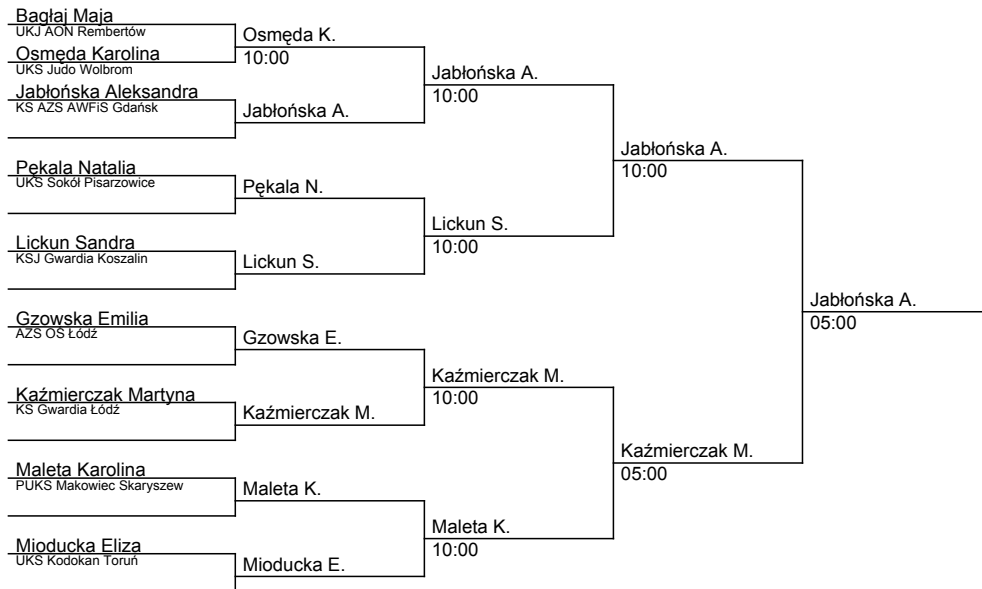 Bagłaj Maja
UKJ AON Rembertów
Osmęda Karolina
UKS Judo Wolbrom
Jabłońska Aleksandra
KS AZS AWFiS Gdańsk
Pękala Natalia
UKS Sokół Pisarzowice
Lickun Sandra
KSJ Gwardia Koszalin
Gzowska Emilia
AZS OŚ Łódź
Kaźmierczak Martyna
KS Gwardia Łódź
Maleta Karolina
PUKS Makowiec Skaryszew
Mioducka Eliza
UKS Kodokan Toruń
Osmęda K.
10:00
Jabłońska A.
Pękala N.
Lickun S.
Gzowska E.
Kaźmierczak M.
Maleta K.
Mioducka E.
Jabłońska A.
10:00
Lickun S.
10:00
Kaźmierczak M.
10:00
Maleta K.
10:00
Jabłońska A.
10:00
Kaźmierczak M.
05:00
Jabłońska A.
05:00